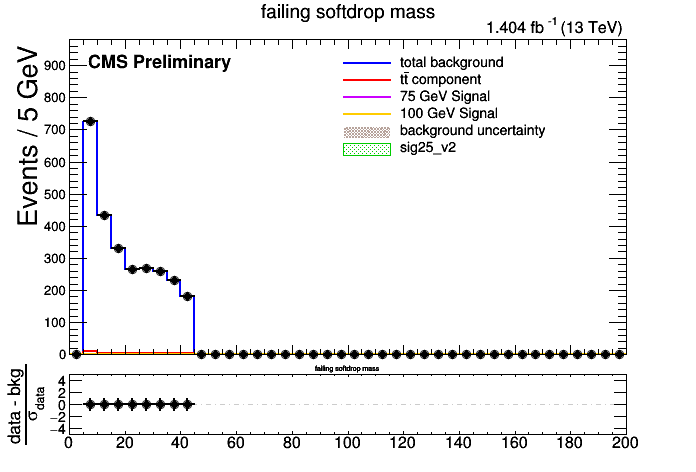 failing softdrop mass
1.404 fb⁻¹ (13 TeV)
CMS Preliminary
total background
tt̄ component
75 GeV Signal
100 GeV Signal
background uncertainty
sig25_v2
Events / 5 GeV
900
800
700
600
500
400
300
200
100
0
failing softdrop mass
data - bkg
σ data
4
2
0
−2
−4
0 20 40 60 80 100 120 140 160 180 200